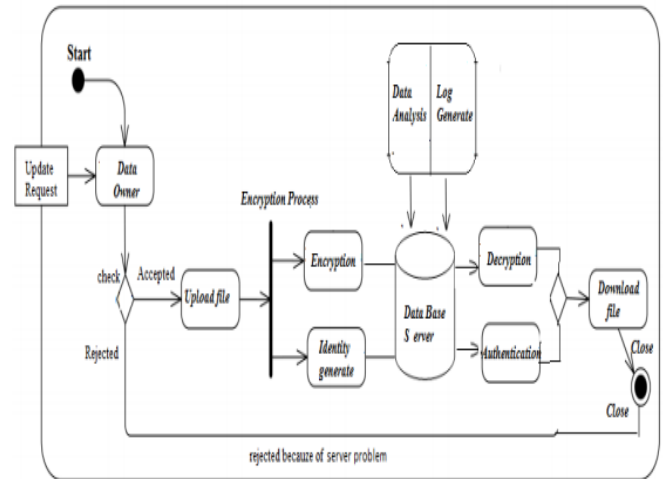 Start
Data
Analysis
Log
Generate
Update
Request
Data
Owner
Encryption Process
check
Accepted
Upload file
Encryption
Decryption
Download
file
Data Base
Server
Rejected
Identity
generate
Authentication
Close
Close
rejected becauze of server problem